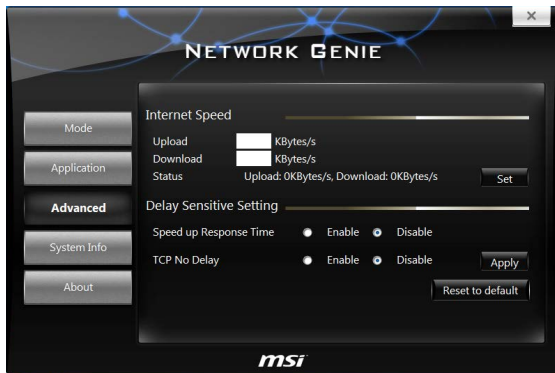 ×
NETWORK GENIE
Mode
Application
Advanced
System Info
About
Internet Speed
Upload KBytes/s
Download KBytes/s
Status Upload: 0KBytes/s, Download: 0KBytes/s Set
Delay Sensitive Setting
Speed up Response Time Enable Disable
TCP No Delay Enable Disable Apply
Reset to default
msi